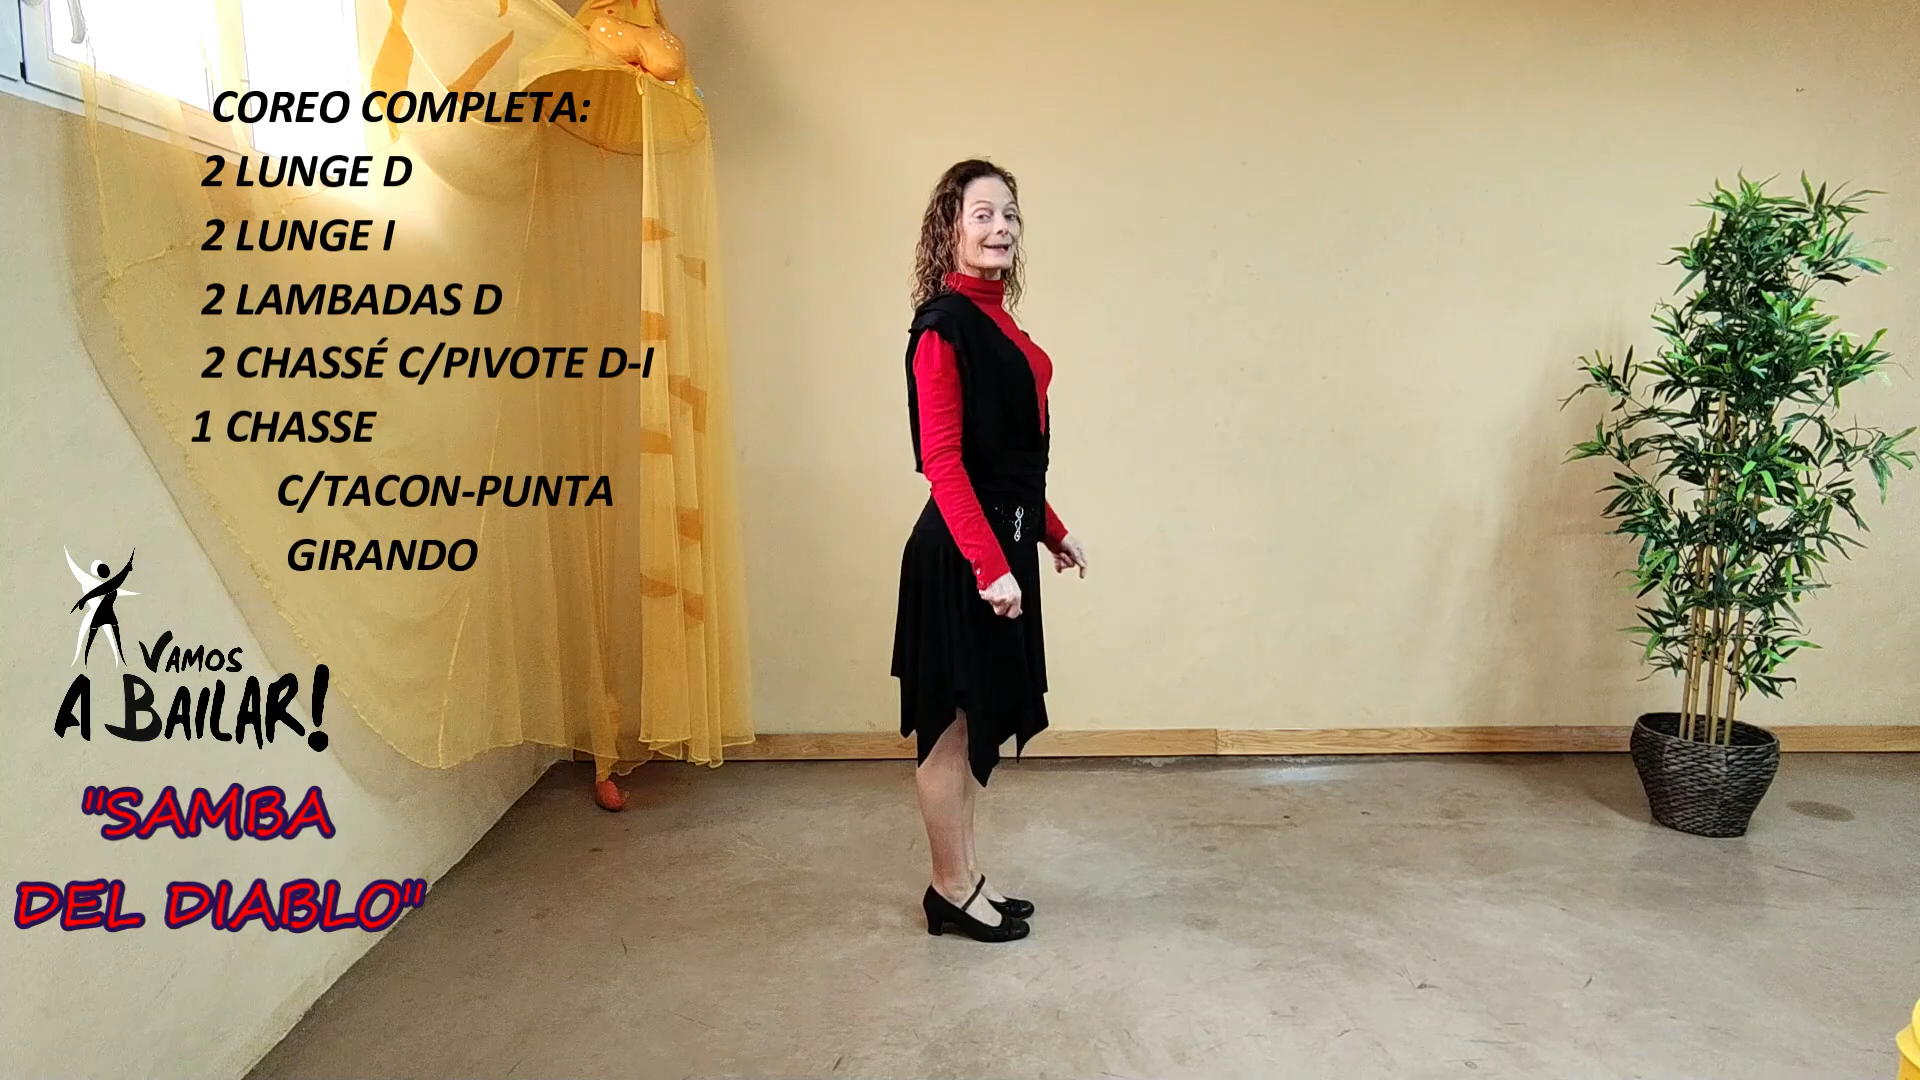 COREO COMPLETA:
2 LUNGE D
2 LUNGE I
2 LAMBADAS D
2 CHASSÉ C/PIVOTE D-I
1 CHASSE
C/TACON-PUNTA
GIRANDO
VAMOS
A BAILAR!
"SAMBA
DEL DIABLO"